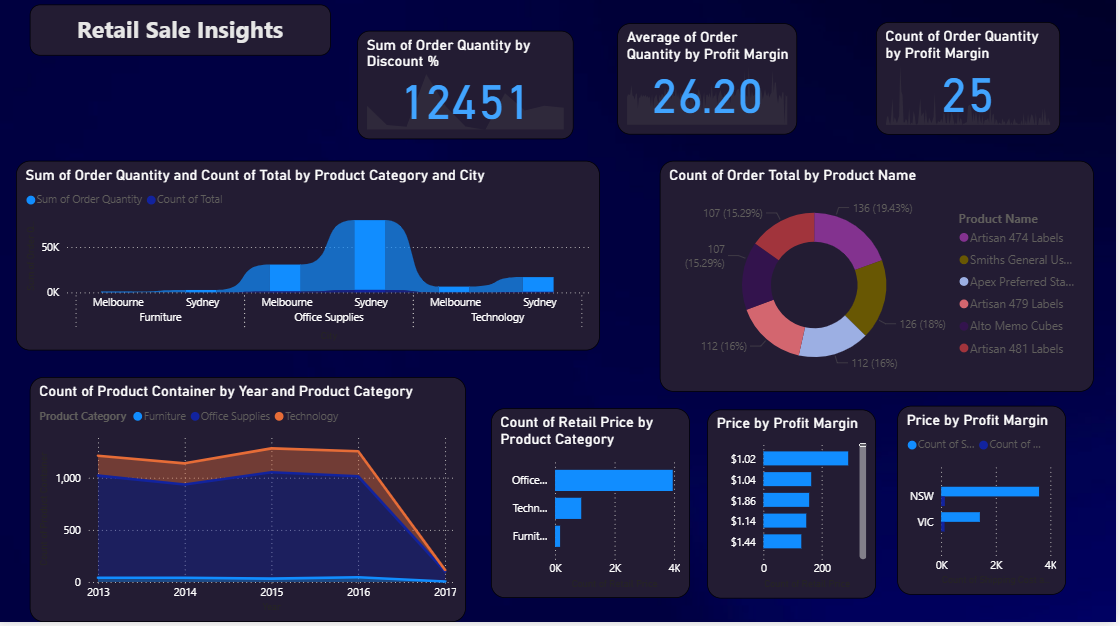 Retail Sale Insights
Sum of Order Quantity by
Discount %
12451
Average of Order
Quantity by Profit Margin
26.20
Count of Order Quantity
by Profit Margin
25
Sum of Order Quantity and Count of Total by Product Category and City
Sum of Order Quantity Count of Total
50K
0K
Melbourne Sydney Melbourne Sydney Melbourne Sydney
Furniture Office Supplies Technology
Count of Order Total by Product Name
136 (19.43%)
126 (18%)
112 (16%)
112 (16%)
107
(15.29%)
107 (15.29%)
Product Name
Artisan 474 Labels
Smiths General Us...
Apex Preferred Sta...
Artisan 479 Labels
Alto Memo Cubes
Artisan 481 Labels
Count of Product Container by Year and Product Category
Product Category Furniture Office Supplies Technology
1,000
500
0
2013 2014 2015 2016 2017
Count of Retail Price by
Product Category
Office...
Techn...
Furnit...
0K 2K 4K
Price by Profit Margin
$1.02
$1.04
$1.86
$1.14
$1.44
0 200
Price by Profit Margin
Count of S... Count of ...
NSW
VIC
0K 2K 4K